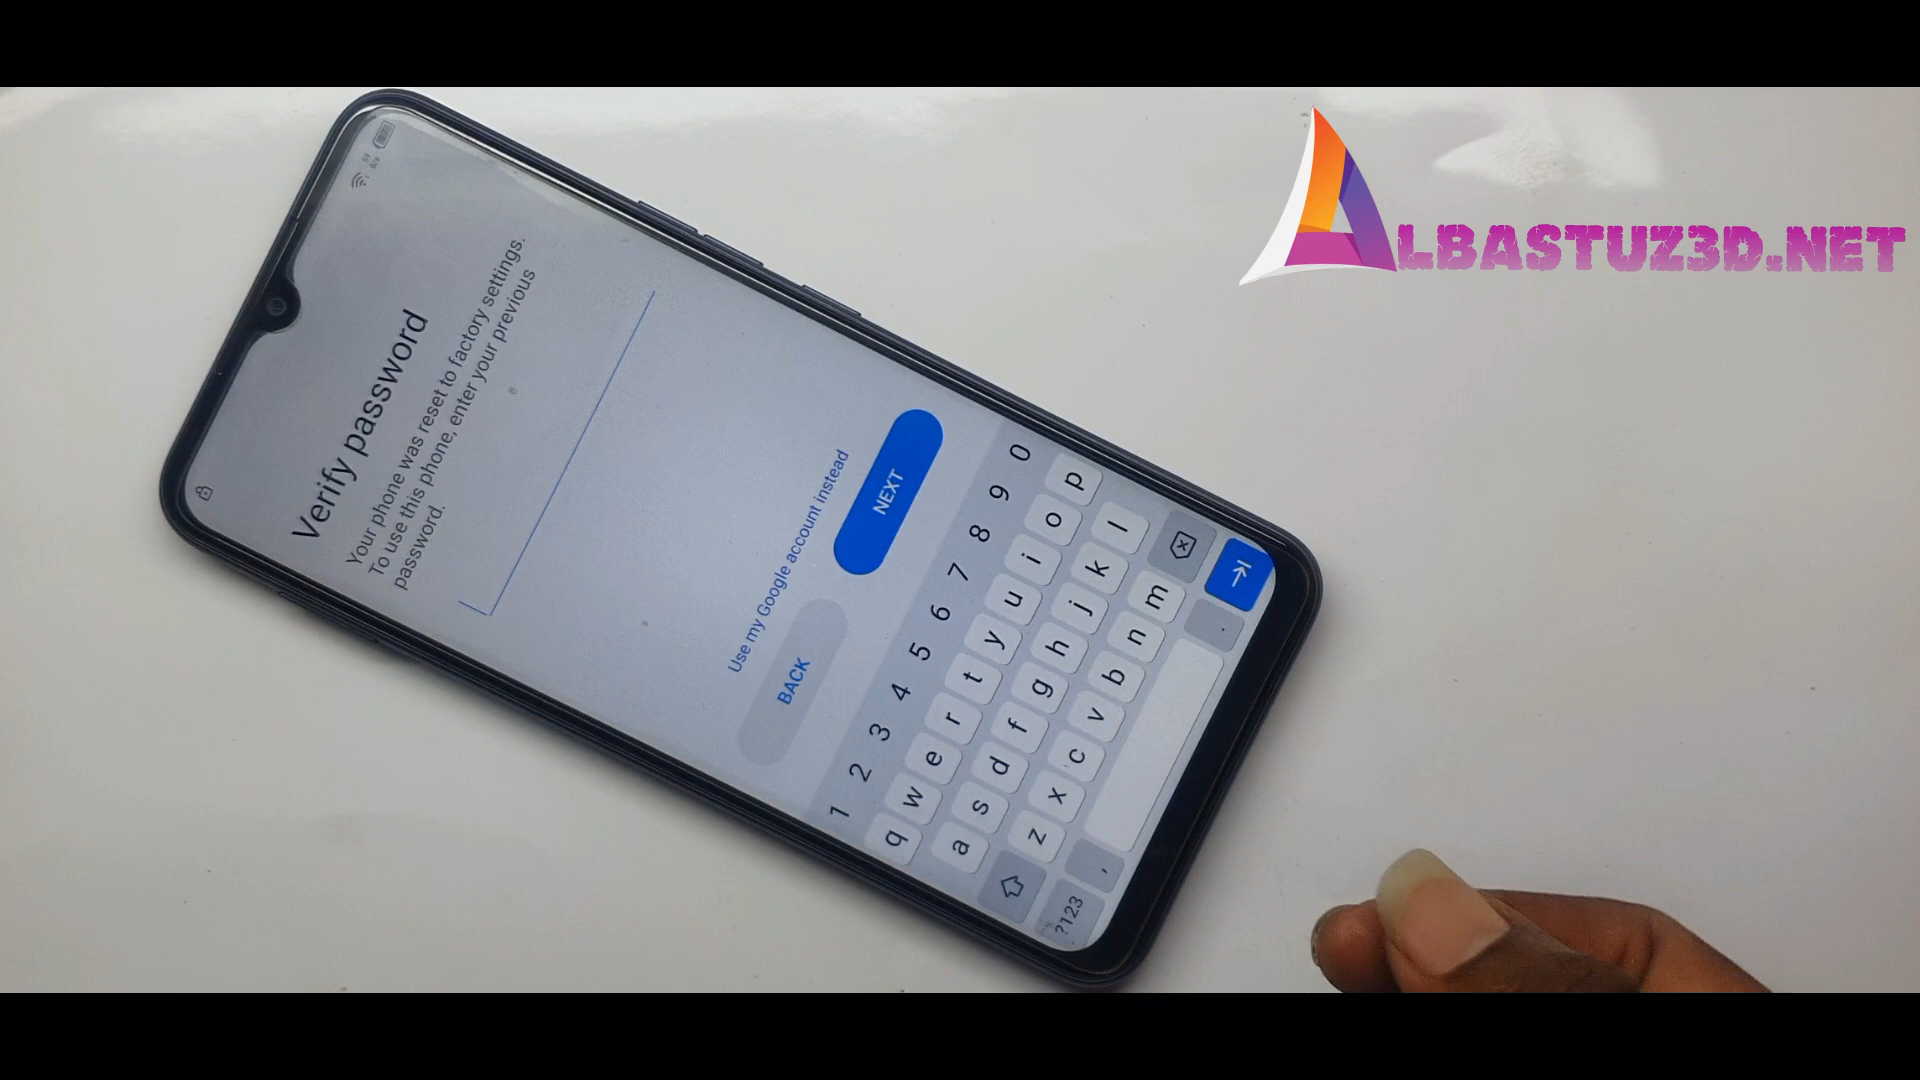 ALBASTUZ3D.NET
Verify password
Your phone was reset to factory settings.
To use this phone, enter your previous
password.
Use my Google account instead
BACK
NEXT
1 2 3 4 5 6 7 8 9 0
q w e r t y u i o p
a s d f g h j k l
z x c v b n m
?123 , .